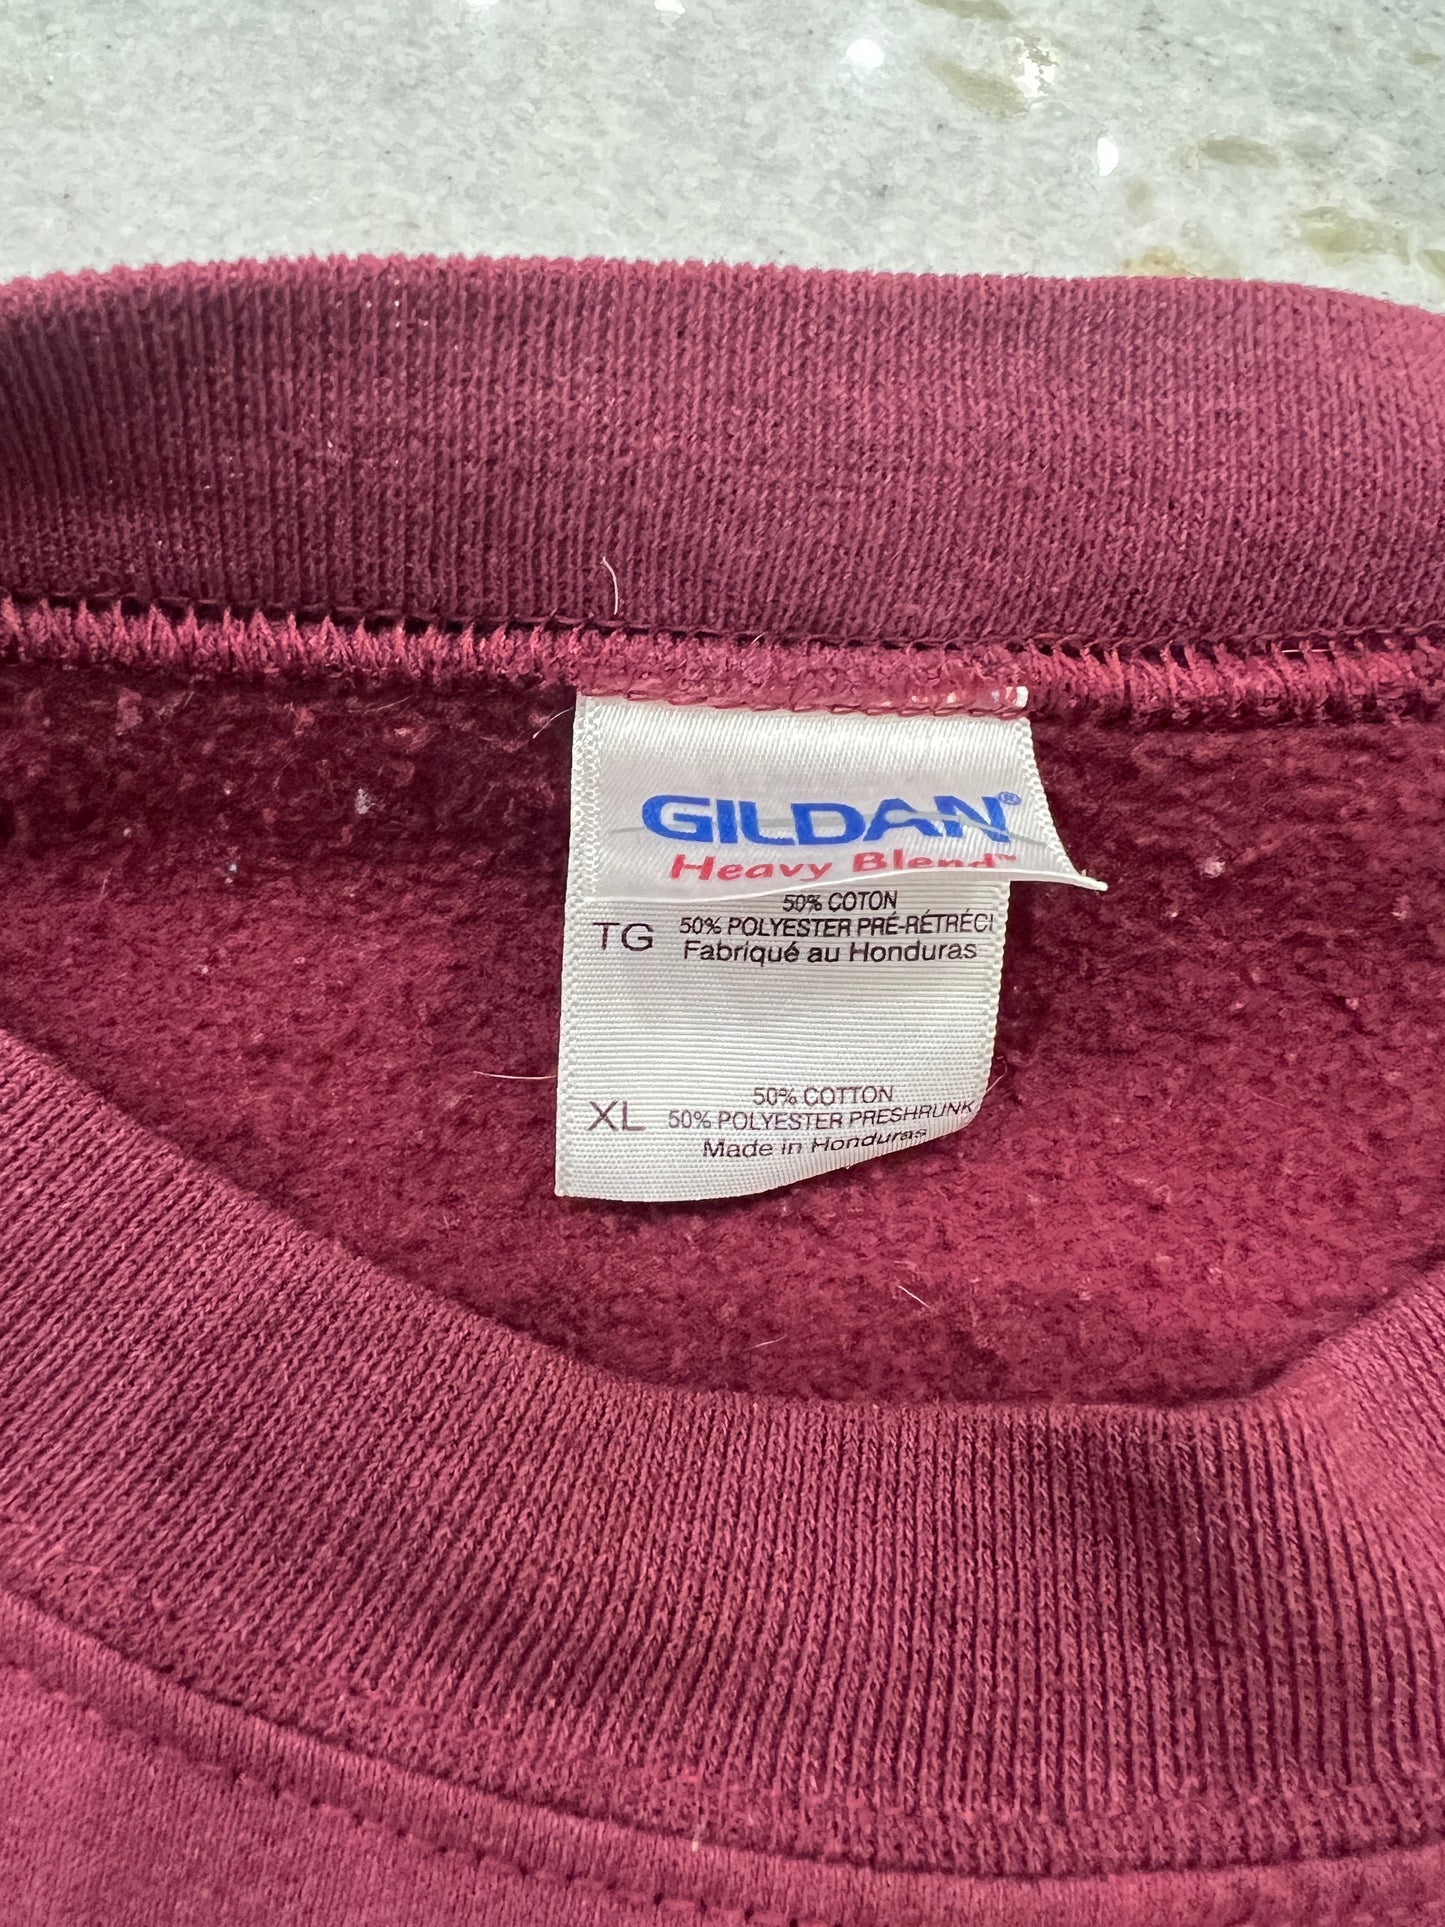 GILDAN®
Heavy Blend™
50% COTON
TG 50% POLYESTER PRÉ-RÉTRÉCI
Fabriqué au Honduras
50% COTTON
XL 50% POLYESTER PRESHRUNK
Made in Honduras